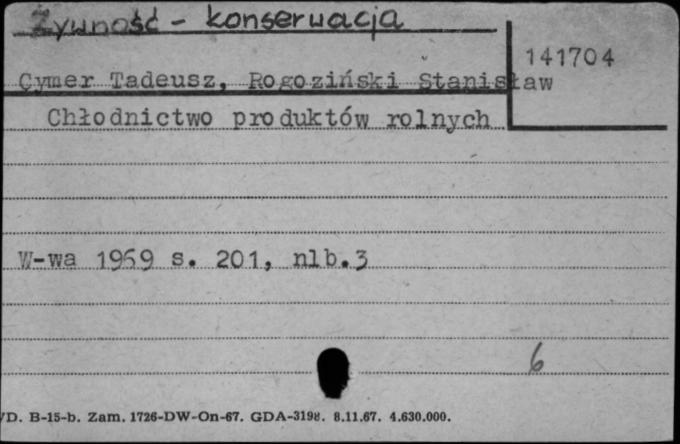 Żywność - konserwacja
141704
Cymer Tadeusz, Rogoziński Stanisław
Chłodnictwo produktów rolnych
W-wa 1969 s. 201, nlb.3
6
/D. B-15-b. Zam. 1726-DW-On-67. GDA-3198. 8.11.67. 4.630.000.